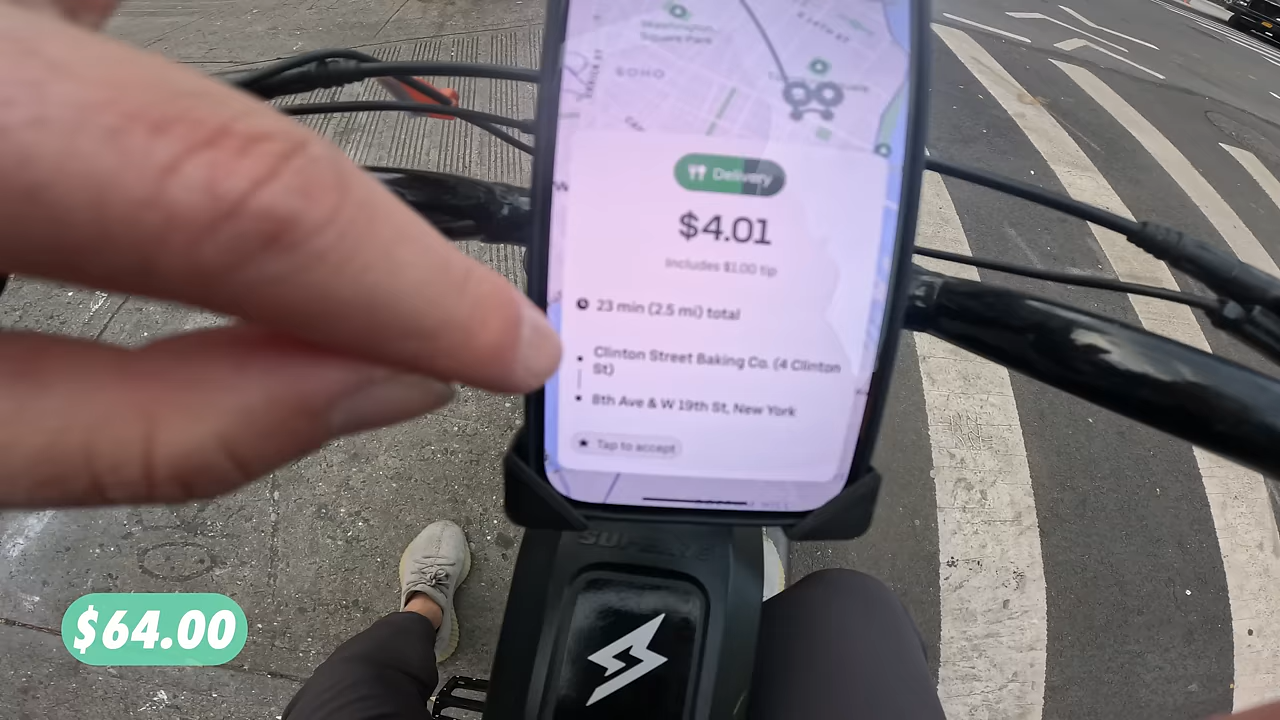 Washington
Square Park
SOHO
Delivery
$4.01
Includes $1.00 tip
23 min (2.5 mi) total
Clinton Street Baking Co. (4 Clinton
St)
8th Ave & W 19th St, New York
Tap to accept
$64.00